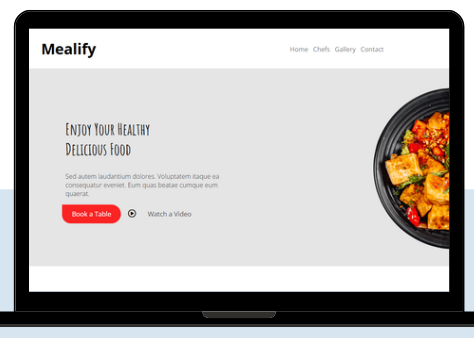 Mealify
Home Chefs Gallery Contact
Enjoy Your Healthy
Delicious Food
Sed autem laudantium dolores. Voluptatem itaque ea
consequatur eveniet. Eum quas beatae cumque eum
quaerat.
Book a Table Watch a Video